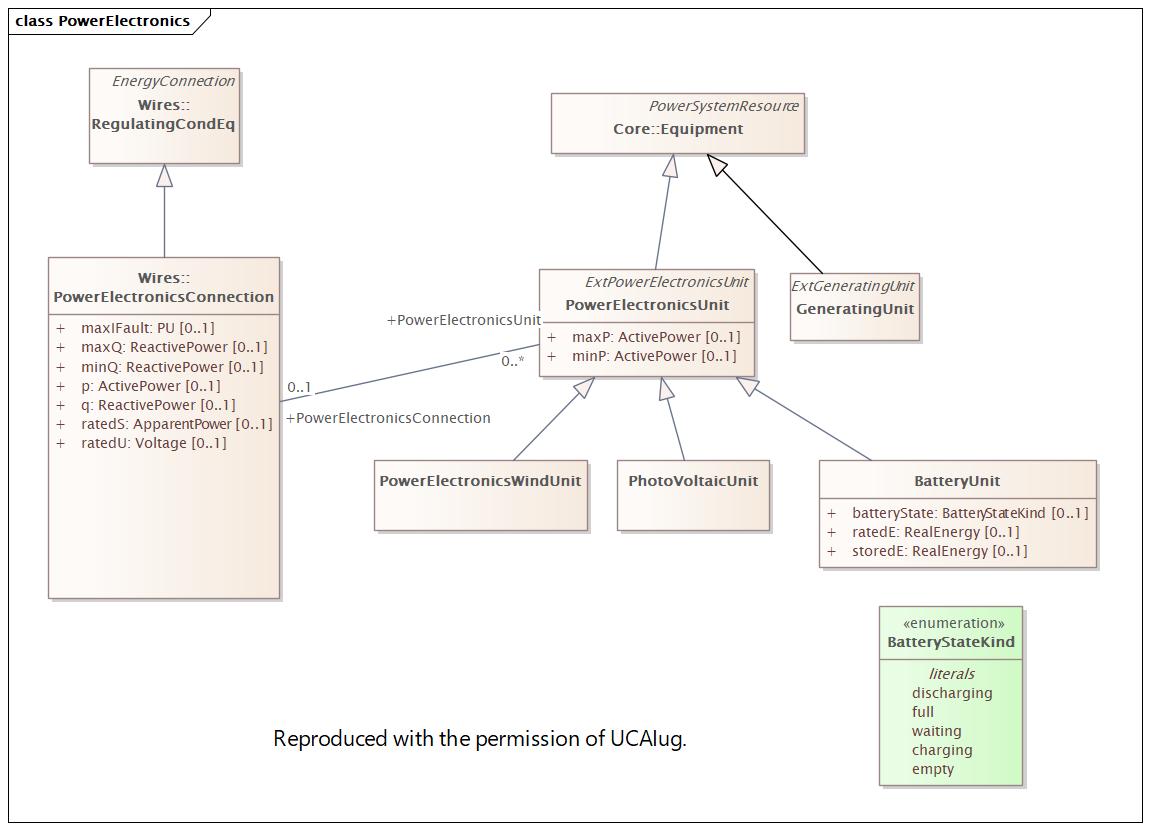 class PowerElectronics
EnergyConnection
Wires::
RegulatingCondEq
PowerSystemResource
Core::Equipment
Wires::
PowerElectronicsConnection
+ maxIFault: PU [0..1]
+ maxQ: ReactivePower [0..1]
+ minQ: ReactivePower [0..1]
+ p: ActivePower [0..1]
+ q: ReactivePower [0..1]
+ ratedS: ApparentPower [0..1]
+ ratedU: Voltage [0..1]
+PowerElectronicsUnit
0..*
0..1
+PowerElectronicsConnection
ExtPowerElectronicsUnit
PowerElectronicsUnit
+ maxP: ActivePower [0..1]
+ minP: ActivePower [0..1]
ExtGeneratingUnit
GeneratingUnit
PowerElectronicsWindUnit
PhotoVoltaicUnit
BatteryUnit
+ batteryState: BatteryStateKind [0..1]
+ ratedE: RealEnergy [0..1]
+ storedE: RealEnergy [0..1]
«enumeration»
BatteryStateKind
literals
discharging
full
waiting
charging
empty
Reproduced with the permission of UCAIug.